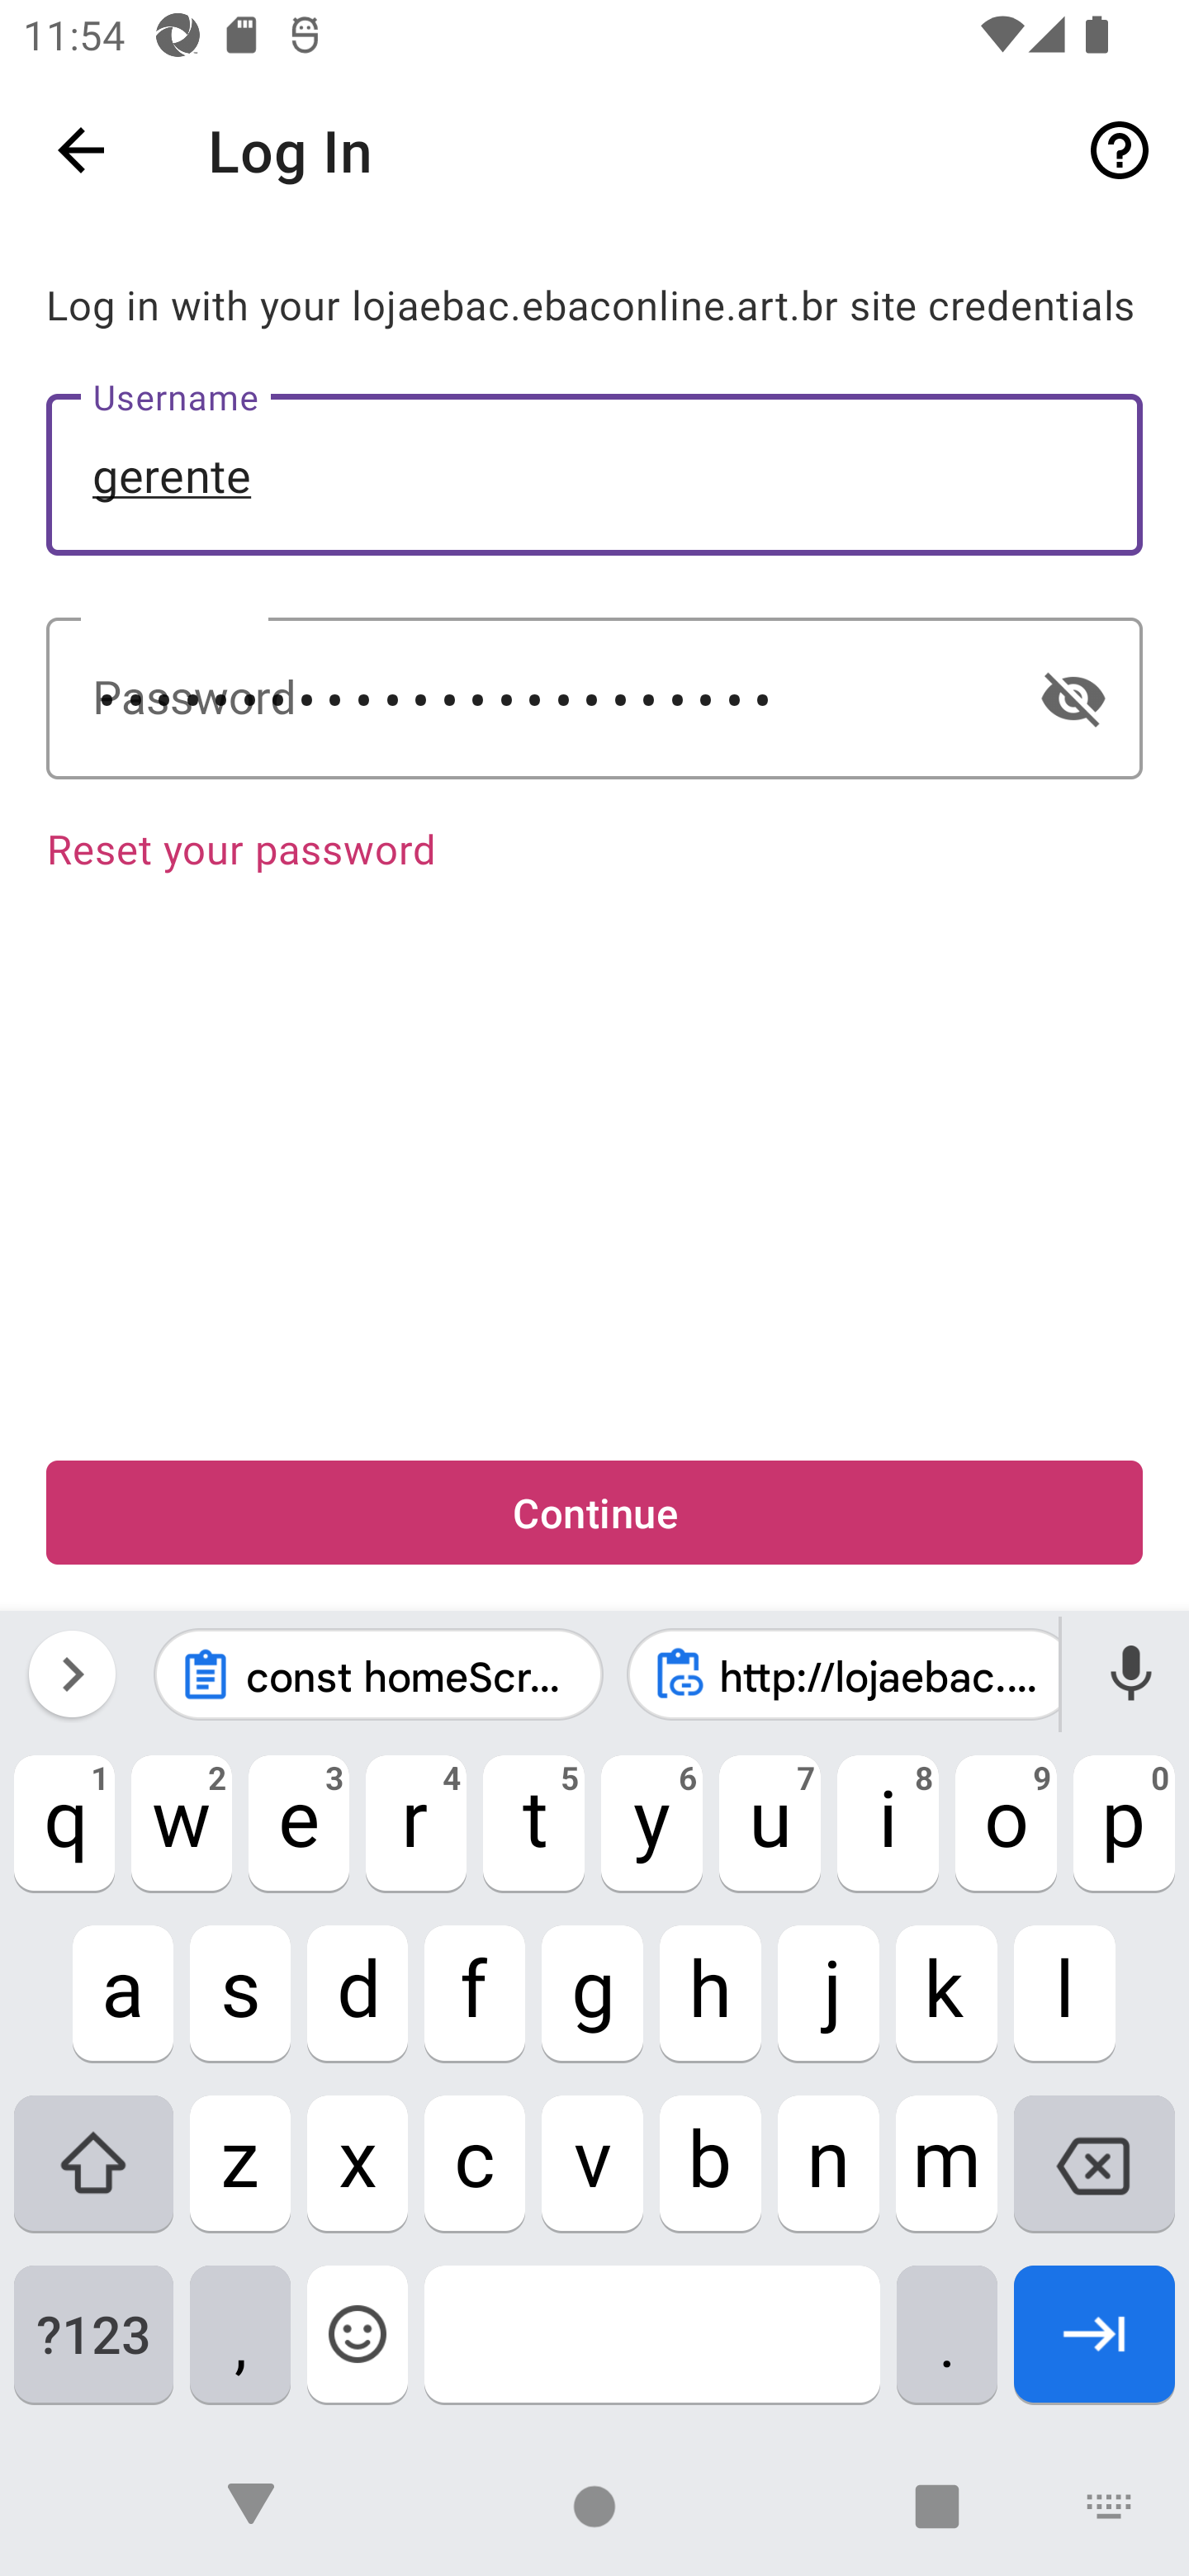 11:54
Log In
Log in with your lojaebac.ebaconline.art.br site credentials
Username
gerente
Password
Reset your password
Continue
const homeScr...
http://lojaebac....
q 1 w 2 e 3 r 4 t 5 y 6 u 7 i 8 o 9 p 0
a s d f g h j k l
z x c v b n m
?123 , .